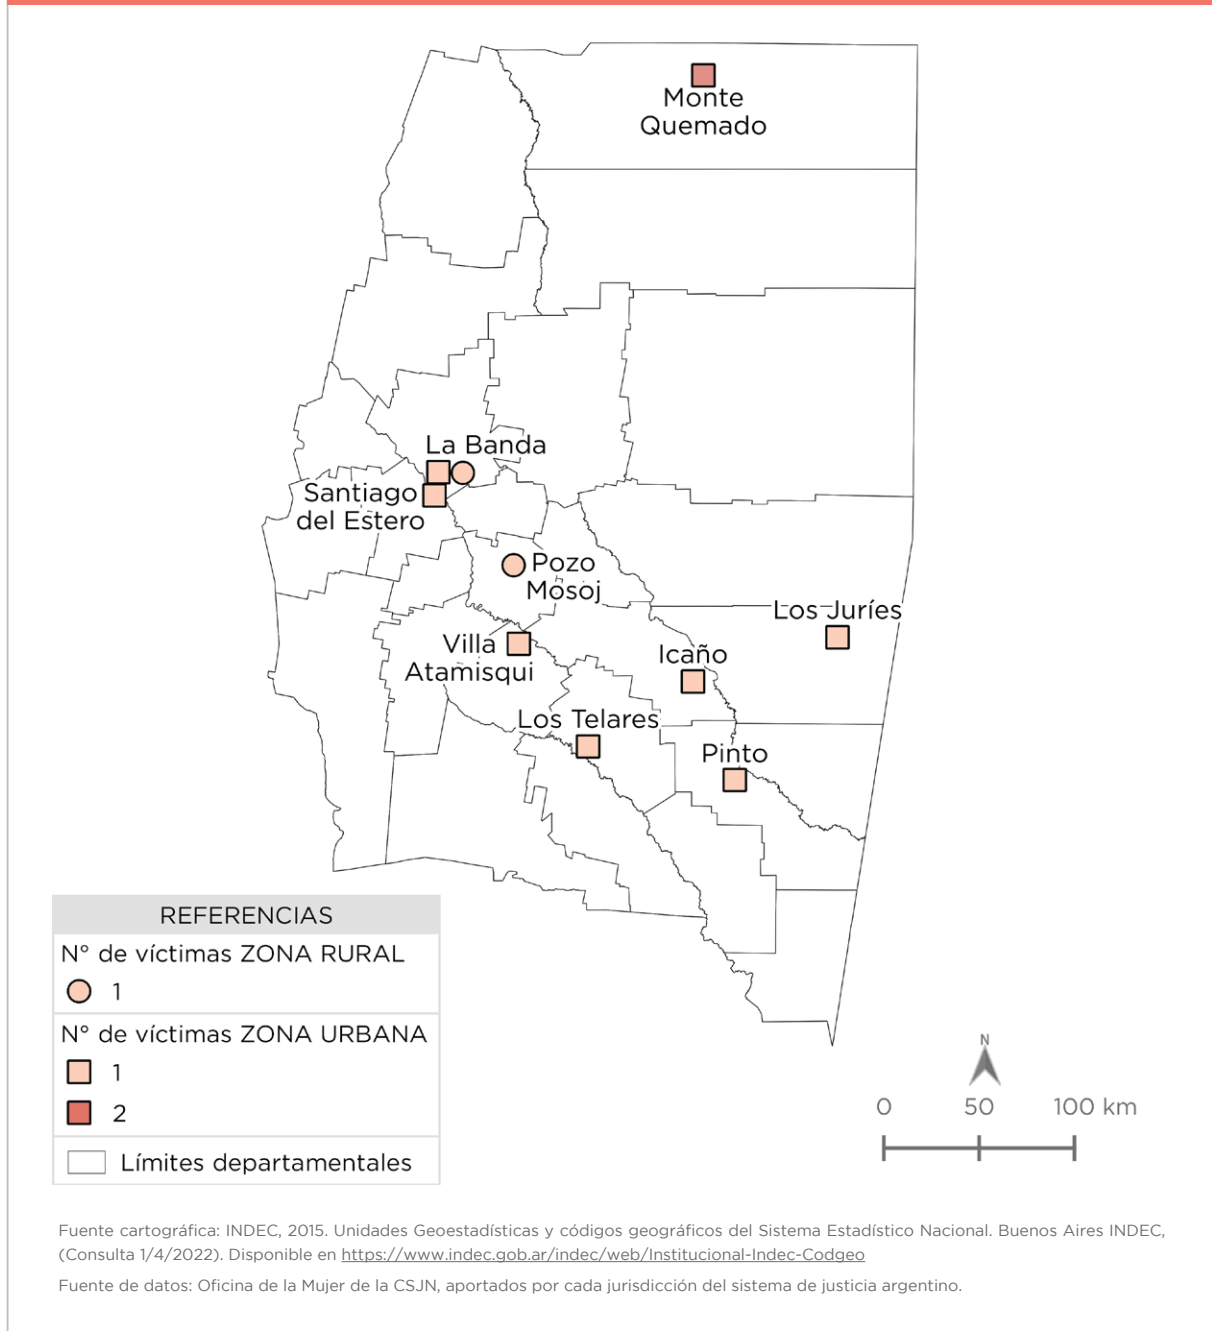 Monte
Quemado
La Banda
Santiago
del Estero
Pozo
Mosoj
Los Juríes
Villa
Atamisqui
Icaño
Los Telares
Pinto
REFERENCIAS
N° de víctimas ZONA RURAL
1
N° de víctimas ZONA URBANA
1
2
Límites departamentales
N
0 50 100 km
Fuente cartográfica: INDEC, 2015. Unidades Geoestadísticas y códigos geográficos del Sistema Estadístico Nacional. Buenos Aires INDEC,
(Consulta 1/4/2022). Disponible en https://www.indec.gob.ar/indec/web/Institucional-Indec-Codgeo
Fuente de datos: Oficina de la Mujer de la CSJN, aportados por cada jurisdicción del sistema de justicia argentino.